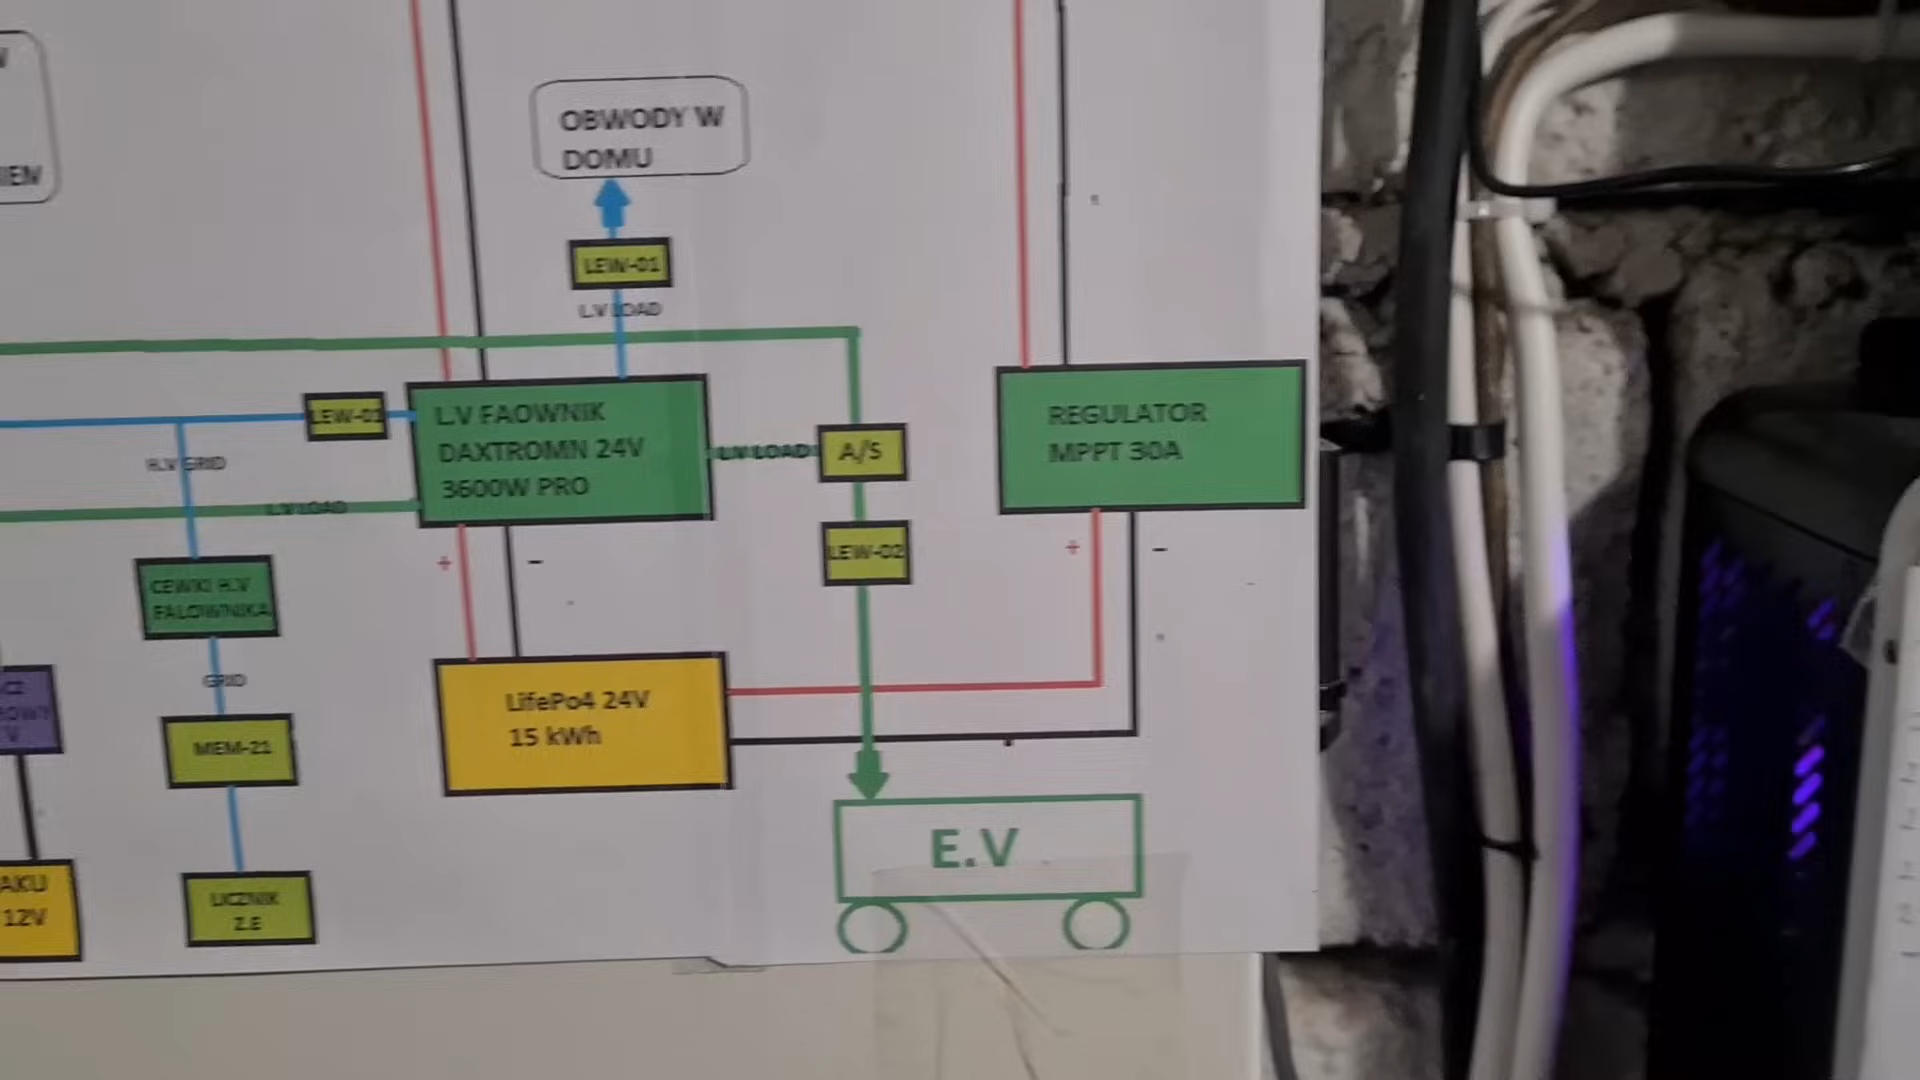 OBWODY W
DOMU
LEW-01
L.V LOAD
LEW-01
L.V FAOWNIK
DAXTROMN 24V
3600W PRO
L.V LOAD
A/S
REGULATOR
MPPT 30A
H.V GRID
L.V LOAD
LEW-02
+
-
+
-
CEWKI H.V
FALOWNIKA
GRID
LifePo4 24V
15 kWh
MEM-21
E.V
AKU
12V
LICZNIK
Z.E